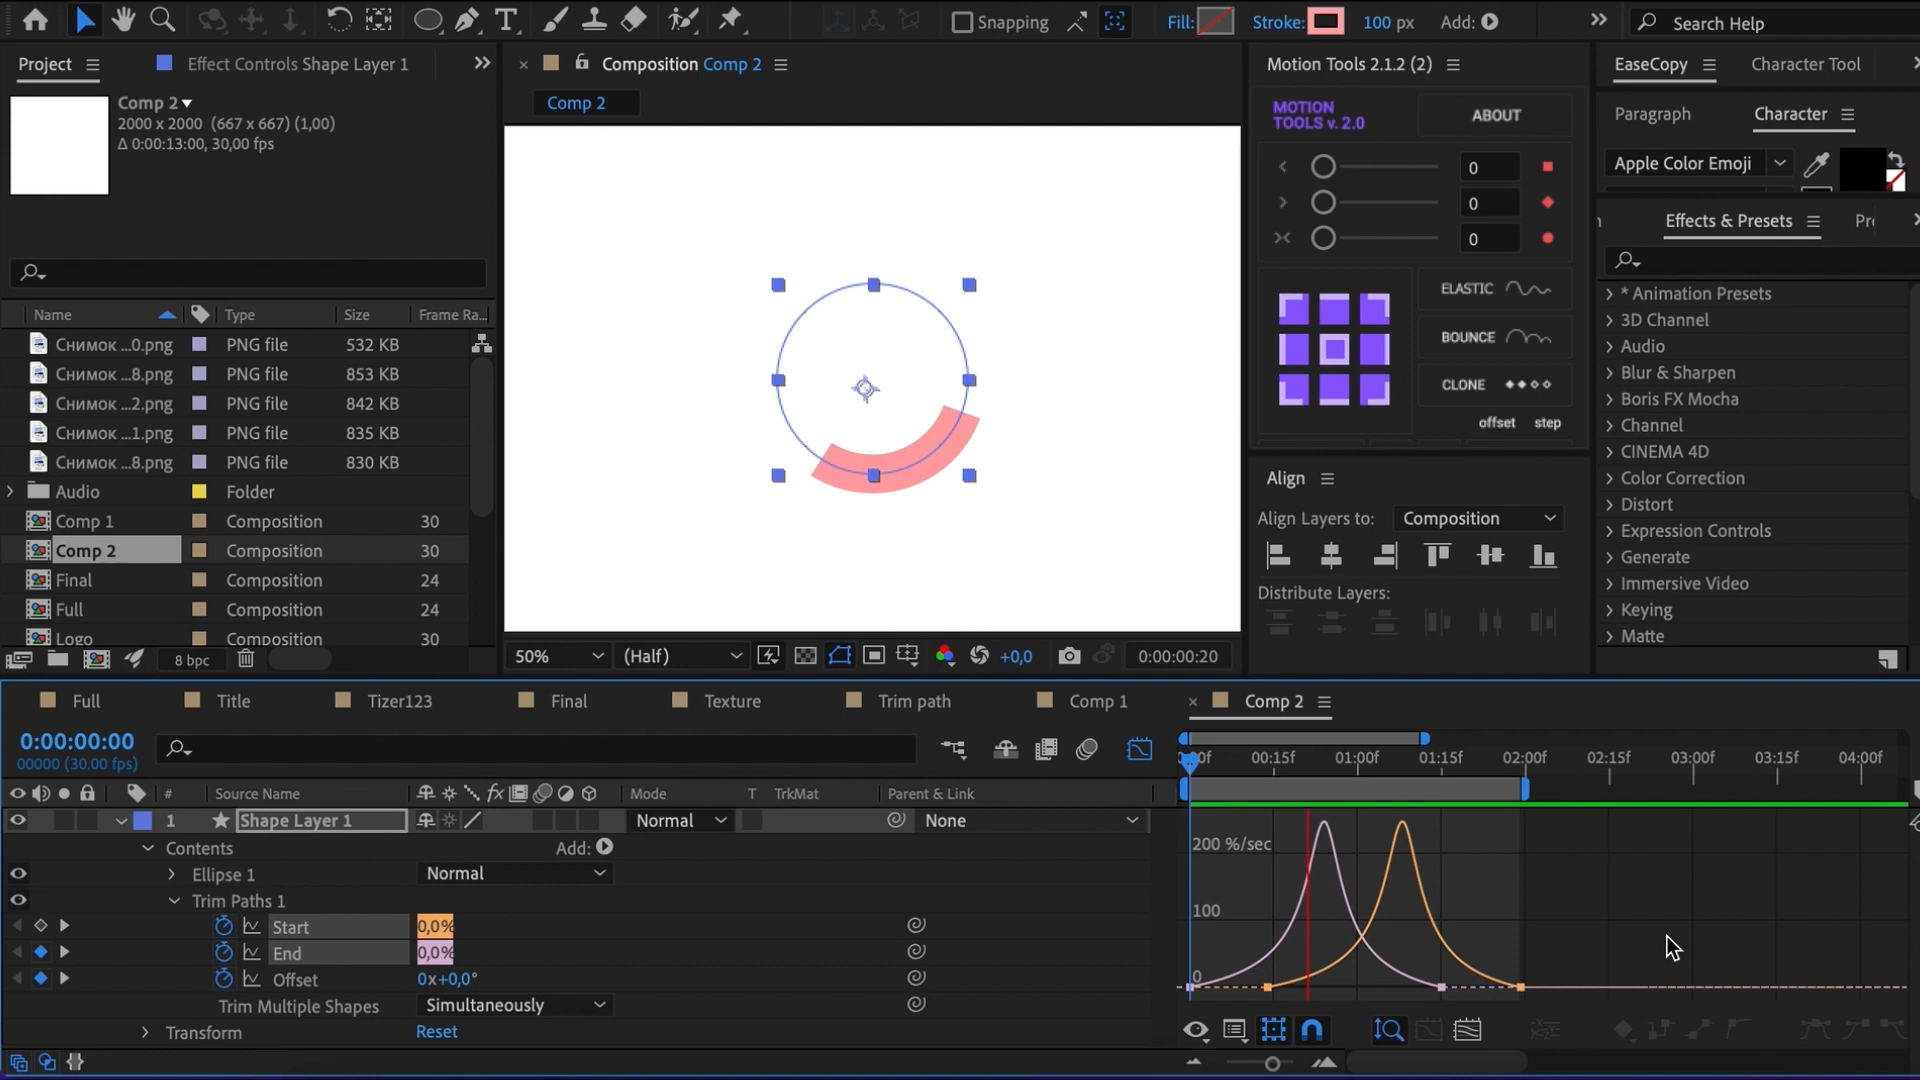 Snapping
Fill:
Stroke:
100 px
Add:
Search Help
Project
Effect Controls Shape Layer 1
Composition Comp 2
Motion Tools 2.1.2 (2)
EaseCopy
Character Tool
Comp 2
2000 x 2000 (667 x 667) (1,00)
Δ 0:00:13:00, 30,00 fps
Comp 2
MOTION
TOOLS v. 2.0
ABOUT
Paragraph
Character
0
0
0
Apple Color Emoji
Effects & Presets
Name
Type
Size
Frame Ra...
Снимок ...0.png
PNG file
532 KB
Снимок ...8.png
PNG file
853 KB
Снимок ...2.png
PNG file
842 KB
Снимок ...1.png
PNG file
835 KB
Снимок ...8.png
PNG file
830 KB
Audio
Folder
Comp 1
Composition
30
Comp 2
Composition
30
Final
Composition
24
Full
Composition
24
Logo
Composition
30
8 bpc
50%
(Half)
+0,0
0:00:00:20
ELASTIC
BOUNCE
CLONE
offset
step
Align
Align Layers to:
Composition
Distribute Layers:
* Animation Presets
3D Channel
Audio
Blur & Sharpen
Boris FX Mocha
Channel
CINEMA 4D
Color Correction
Distort
Expression Controls
Generate
Immersive Video
Keying
Matte
Full
Title
Tizer123
Final
Texture
Trim path
Comp 1
Comp 2
0:00:00:00
00000 (30.00 fps)
00:15f
01:00f
01:15f
02:00f
02:15f
03:00f
03:15f
04:00f
#
Source Name
fx
Mode
T
TrkMat
Parent & Link
1
Shape Layer 1
Normal
None
Contents
Add:
Ellipse 1
Normal
Trim Paths 1
Start
0,0%
End
0,0%
Offset
0x+0,0°
Trim Multiple Shapes
Simultaneously
Transform
Reset
200 %/sec
100
0